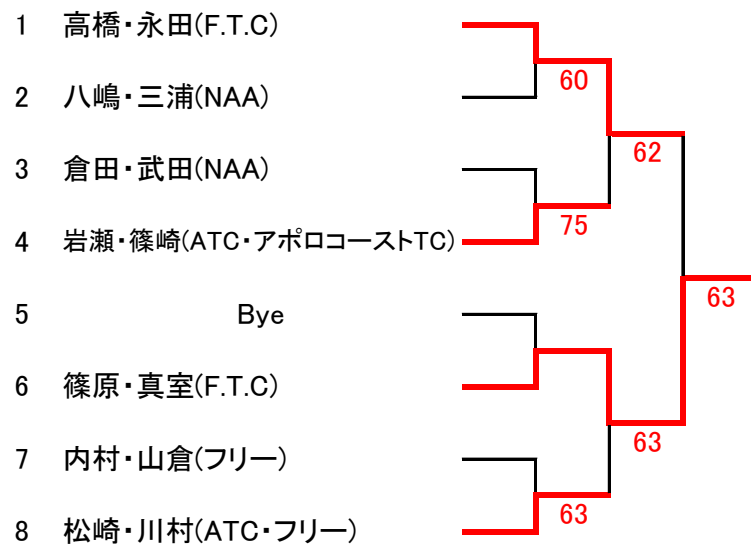 1 高橋・永田(F.T.C)
60
2 八嶋・三浦(NAA)
62
3 倉田・武田(NAA)
75
4 岩瀬・篠崎(ATC・アポロコーストTC)
63
5 Bye
6 篠原・真室(F.T.C)
63
7 内村・山倉(フリー)
63
8 松崎・川村(ATC・フリー)